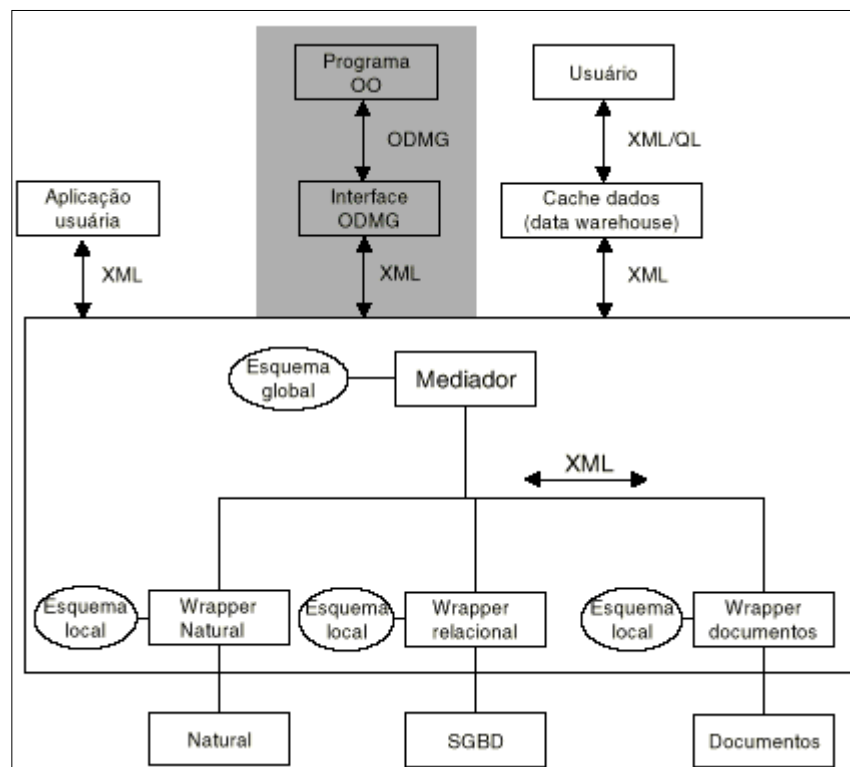 Programa
OO
Usuário
ODMG
XML/QL
Aplicação
usuária
Interface
ODMG
Cache dados
(data warehouse)
XML
XML
XML
Esquema
global
Mediador
XML
Esquema
local
Wrapper
Natural
Esquema
local
Wrapper
relacional
Esquema
local
Wrapper
documentos
Natural
SGBD
Documentos